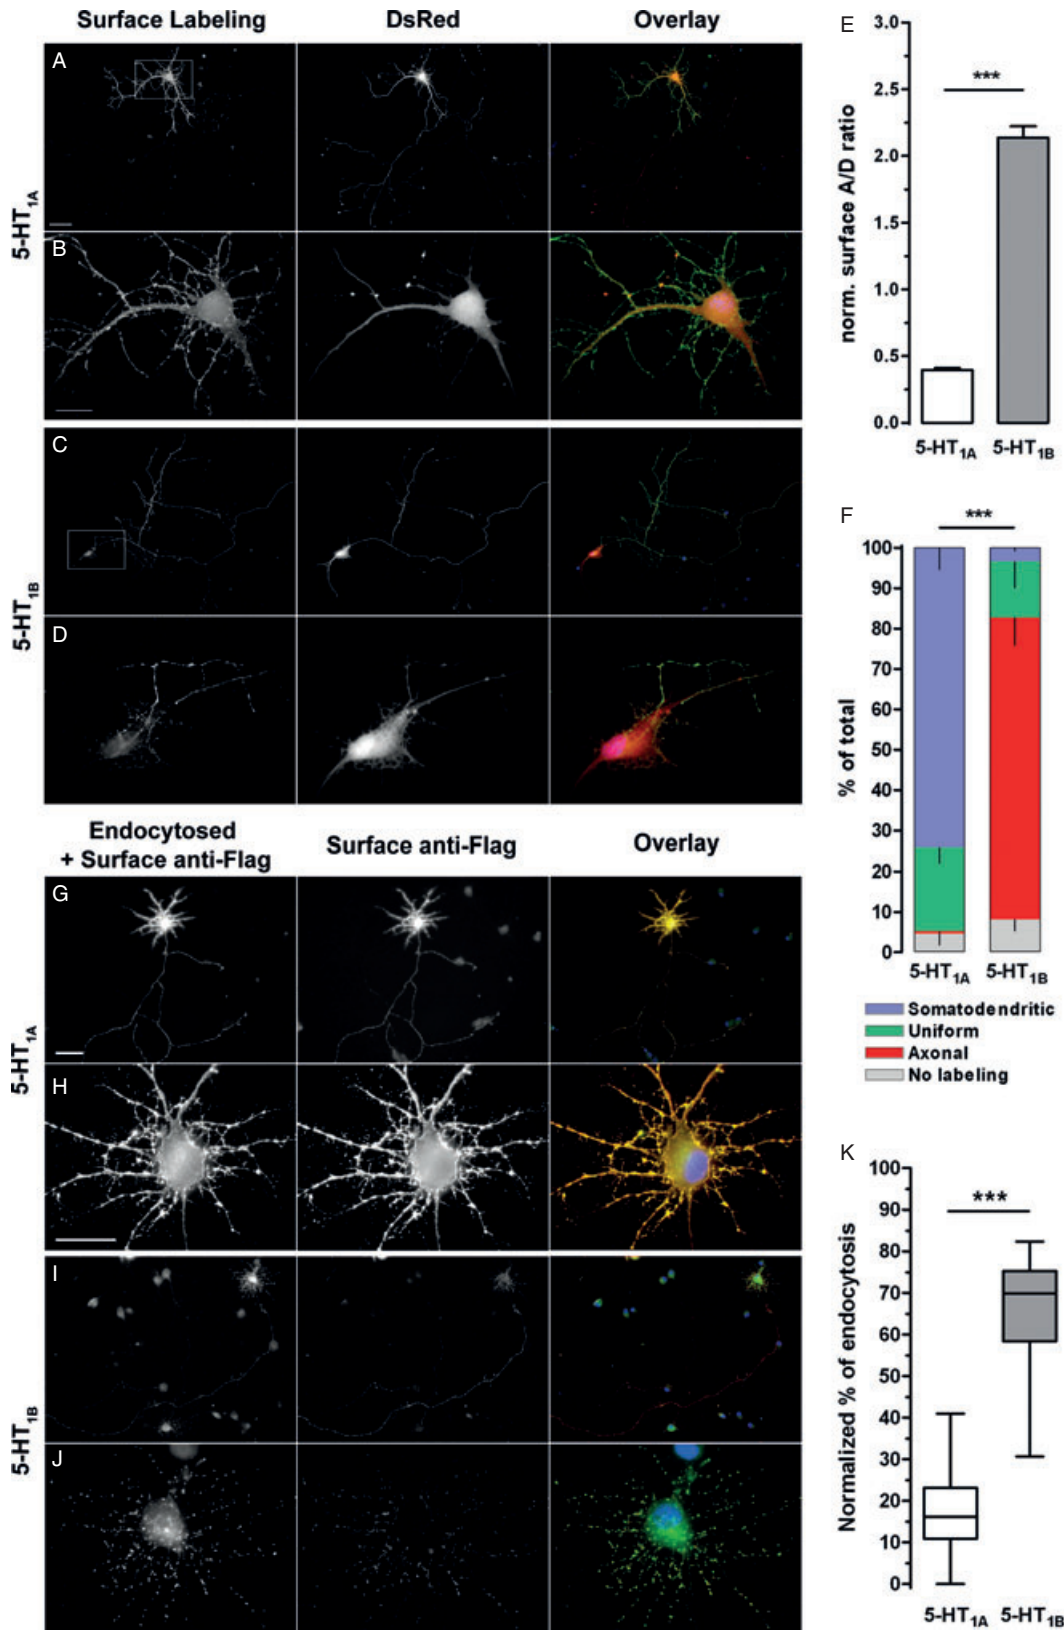 Surface Labeling DsRed Overlay
A
B
5-HT1A
C
D
5-HT1B
Endocytosed
+ Surface anti-Flag Surface anti-Flag Overlay
G
H
5-HT1A
I
J
5-HT1B
E
norm. surface A/D ratio
3.0
2.5
2.0
1.5
1.0
0.5
0.0
***
5-HT1A 5-HT1B
F
***
% of total
100
90
80
70
60
50
40
30
20
10
0
5-HT1A 5-HT1B
Somatodendritic
Uniform
Axonal
No labeling
K
Normalized % of endocytosis
100
90
80
70
60
50
40
30
20
10
0
***
5-HT1A 5-HT1B